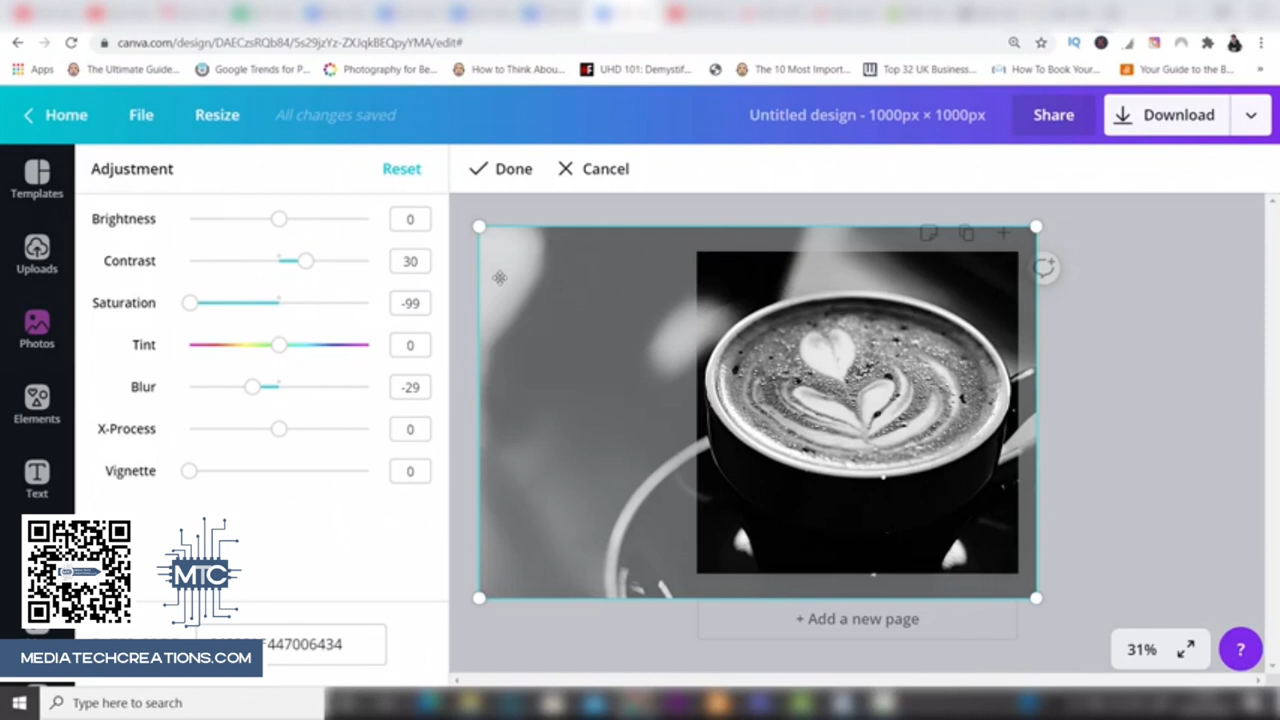 canva.com/design/DAECzsRQb84/5s29jzYz-ZXJqkBEQpyYMA/edit#
IQ
Apps The Ultimate Guide... Google Trends for P... Photography for Be... How to Think Abou... UHD 101: Demystif... The 10 Most Import... Top 32 UK Business... How To Book Your... Your Guide to the B... »
Home File Resize All changes saved Untitled design - 1000px × 1000px Share Download
Templates
Uploads
Photos
Elements
Text
Adjustment Reset
Brightness 0
Contrast 30
Saturation -99
Tint 0
Blur -29
X-Process 0
Vignette 0
Done Cancel
+ Add a new page
F447006434
MTC
MEDIATECHCREATIONS.COM
31% ?
Type here to search